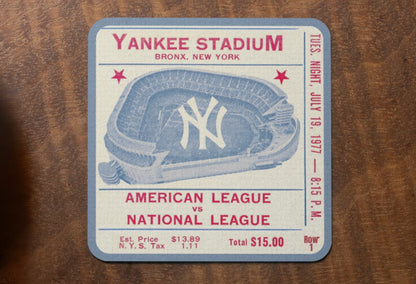 YANKEE STADIUM
BRONX, NEW YORK
NY
AMERICAN LEAGUE
vs
NATIONAL LEAGUE
Est. Price $13.89
N.Y.S. Tax 1.11
Total $15.00
Row
1
TUES. NIGHT, JULY 19, 1977 — 8:15 P.M.